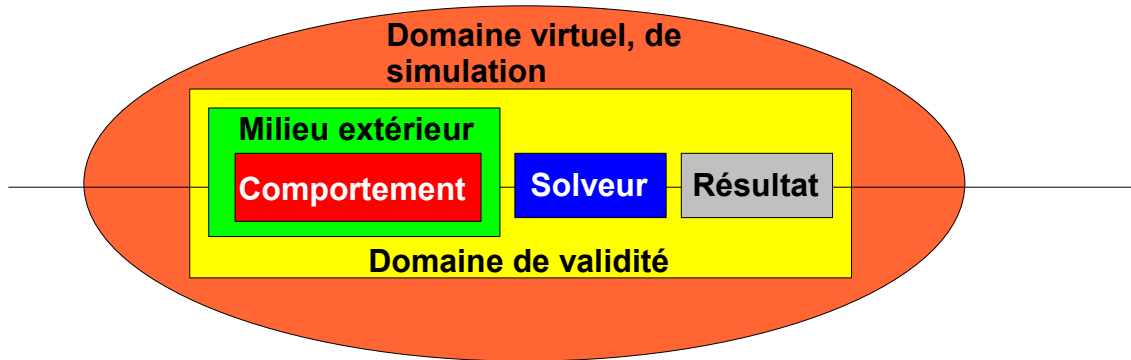 Domaine virtuel, de
simulation
Milieu extérieur
Comportement
Solveur
Résultat
Domaine de validité